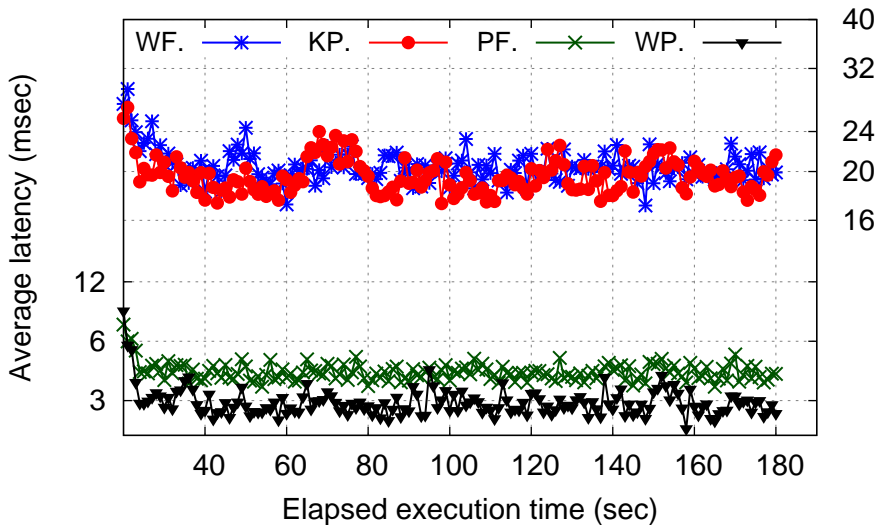 WF. KP. PF. WP.
40
32
24
20
16
12
6
3
Average latency (msec)
40 60 80 100 120 140 160 180
Elapsed execution time (sec)